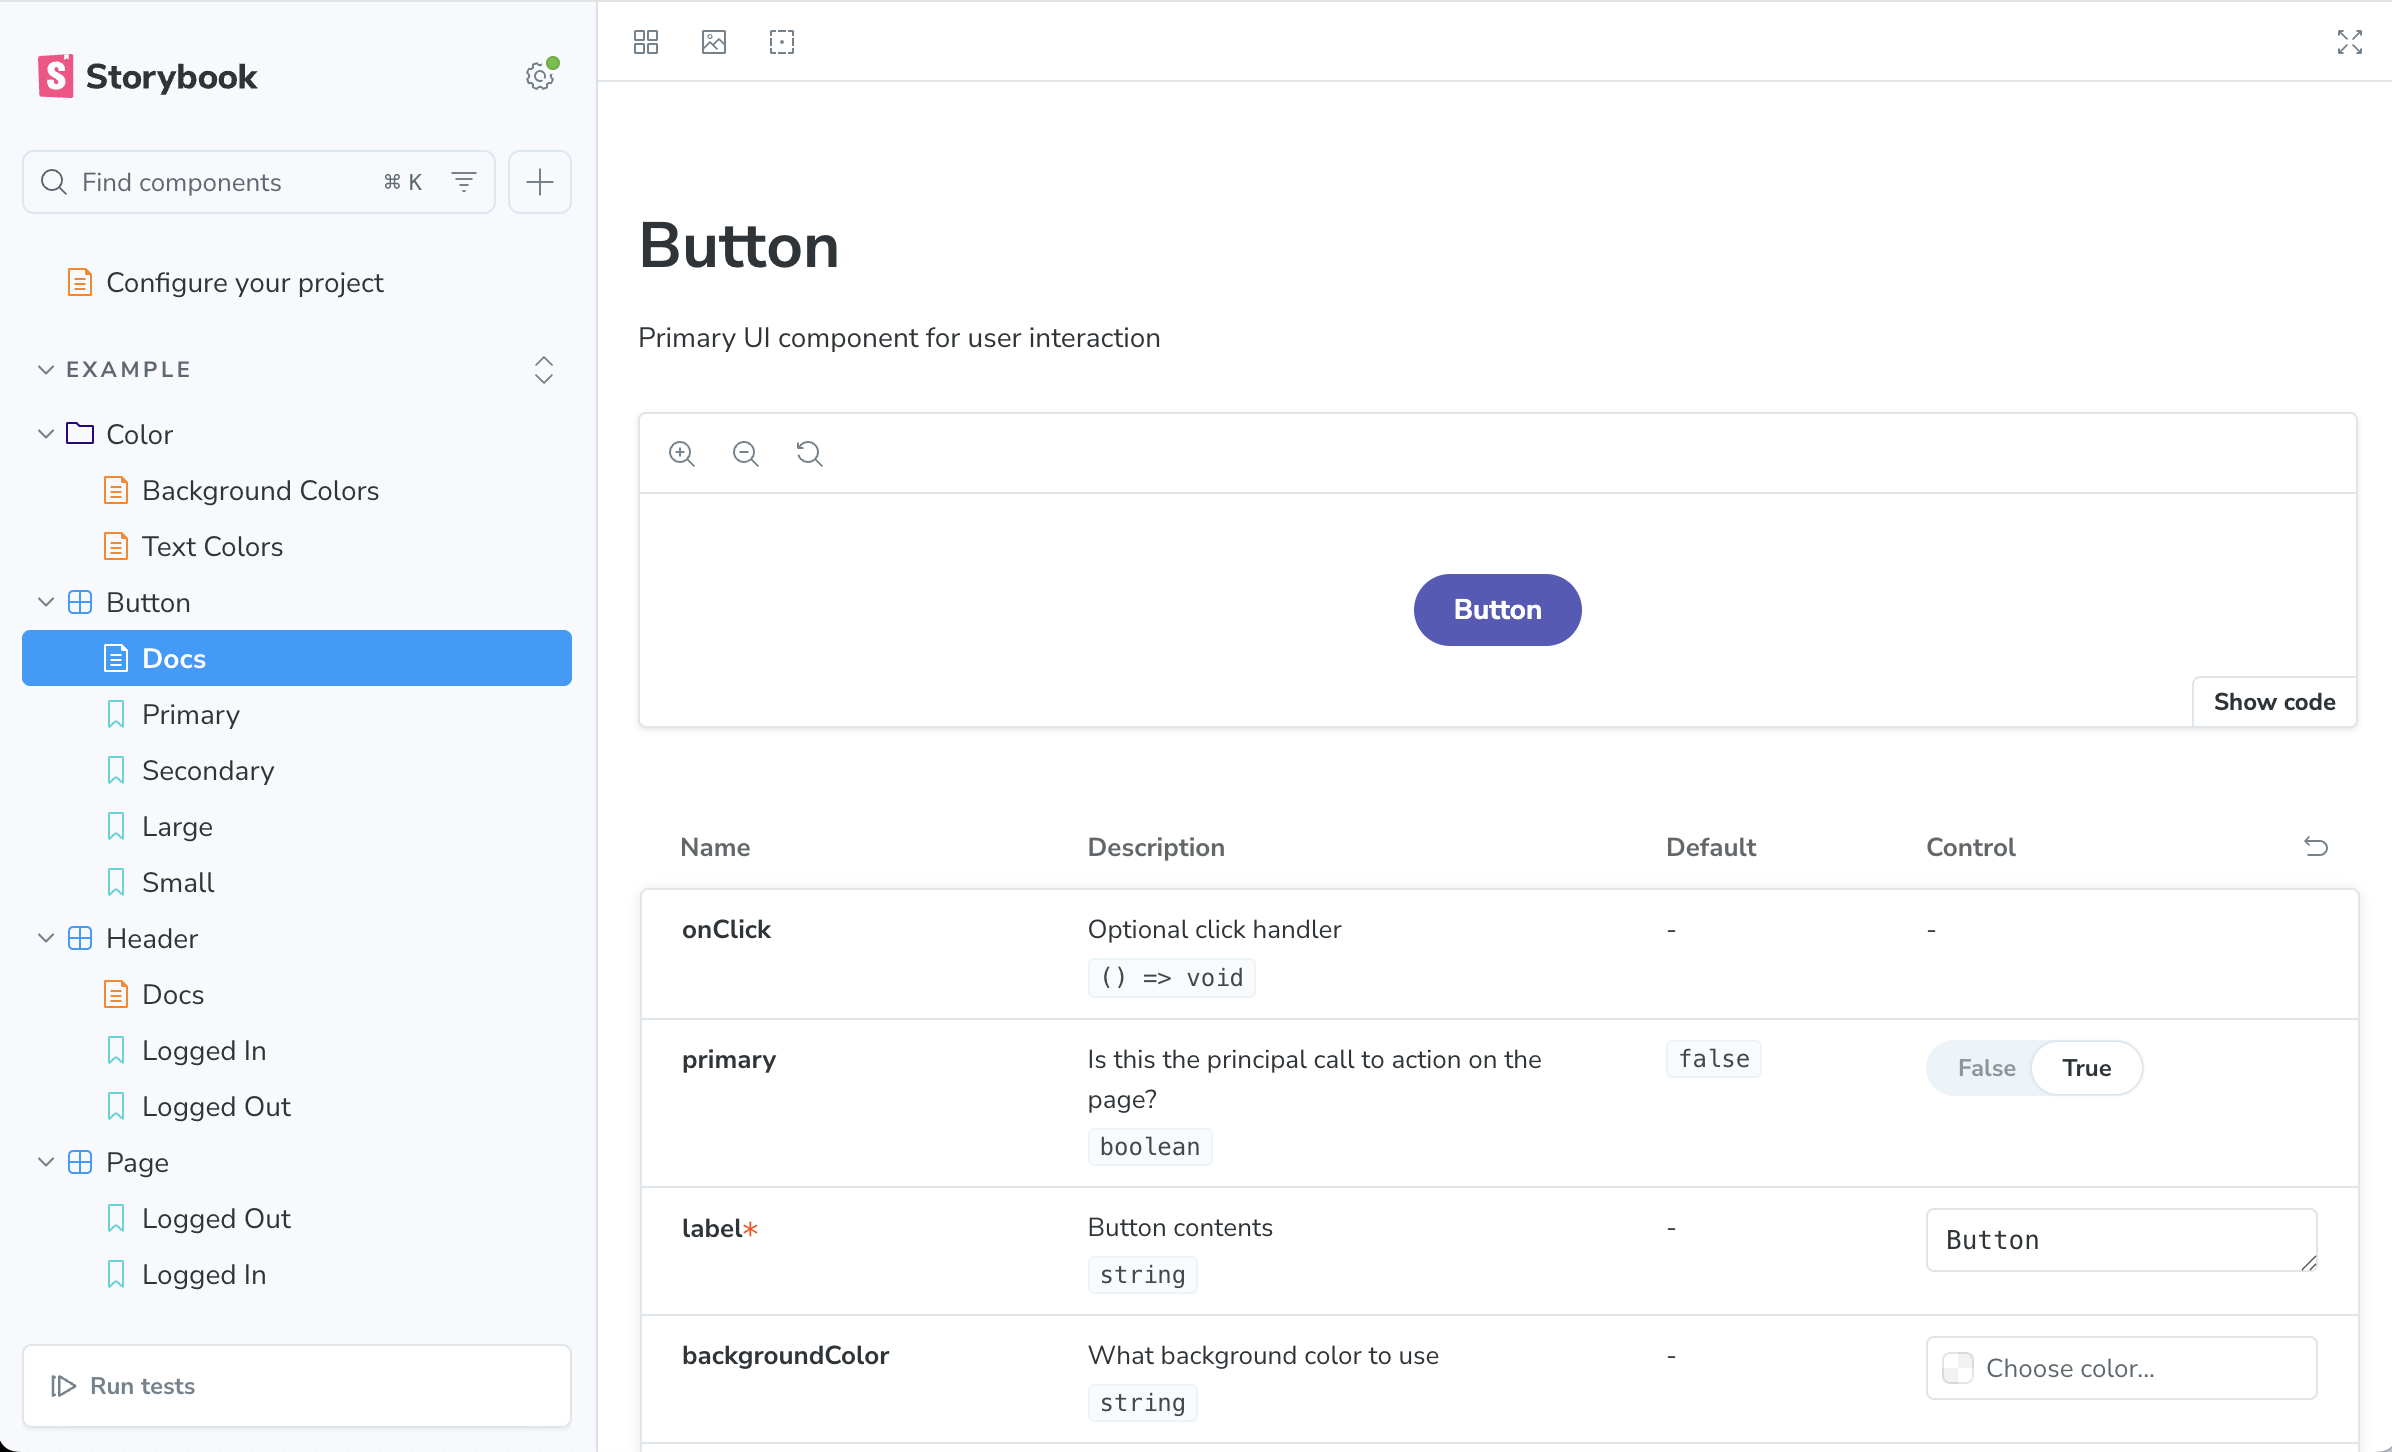 Storybook
Find components ⌘ K
Configure your project
EXAMPLE
Color
Background Colors
Text Colors
Button
Docs
Primary
Secondary
Large
Small
Header
Docs
Logged In
Logged Out
Page
Logged Out
Logged In
Run tests
Button
Primary UI component for user interaction
Button
Show code
Name Description Default Control
onClick Optional click handler - -
() => void
primary Is this the principal call to action on the false False True
page?
boolean
label* Button contents - Button
string
backgroundColor What background color to use - Choose color...
string